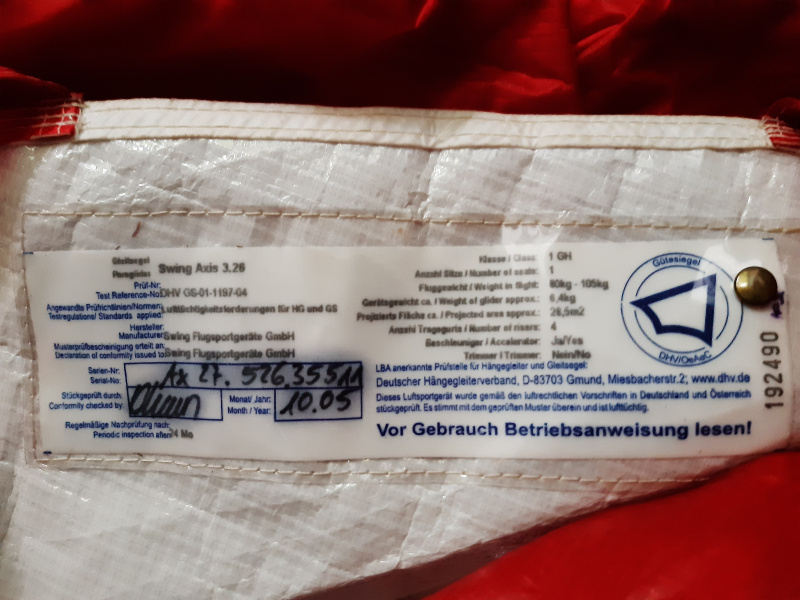 Gleitsegel
Paraglider Swing Axis 3.26
Prüf-Nr:
Test Reference-No: DHV GS-01-1197-04
Angewandte Prüfrichtlinien/Normen:
Testregulations/ Standards applied: Lufttüchtigkeitsforderungen für HG und GS
Hersteller:
Manufacturer: Swing Flugsportgeräte GmbH
Musterprüfbescheinigung erteilt an:
Declaration of conformity issued to: Swing Flugsportgeräte GmbH
Serien-Nr:
Serial-No:
Stückgeprüft durch:
Conformity checked by:
Monat/ Jahr:
Month / Year: 10.05
Regelmäßige Nachprüfung nach:
Periodic inspection after: 24 Mo
Klasse / Class: 1 GH
Anzahl Sitze / Number of seats: 1
Fluggewicht / Weight in flight: 80kg - 105kg
Gerätegewicht ca. / Weight of glider approx.: 6,4kg
Projizierte Fläche ca. / Projected area approx.: 28,5m2
Anzahl Tragegurte / Number of risers: 4
Beschleuniger / Accelerator: Ja/Yes
Trimmer / Trimmer: Nein/No
LBA anerkannte Prüfstelle für Hängegleiter und Gleitsegel:
Deutscher Hängegleiterverband, D-83703 Gmund, Miesbacherstr.2; www.dhv.de
Dieses Luftsportgerät wurde gemäß den luftrechtlichen Vorschriften in Deutschland und Österreich
stückgeprüft. Es stimmt mit dem geprüften Muster überein und ist lufttüchtig.
Vor Gebrauch Betriebsanweisung lesen!
Gütesiegel
DHV/OeAeC
192490